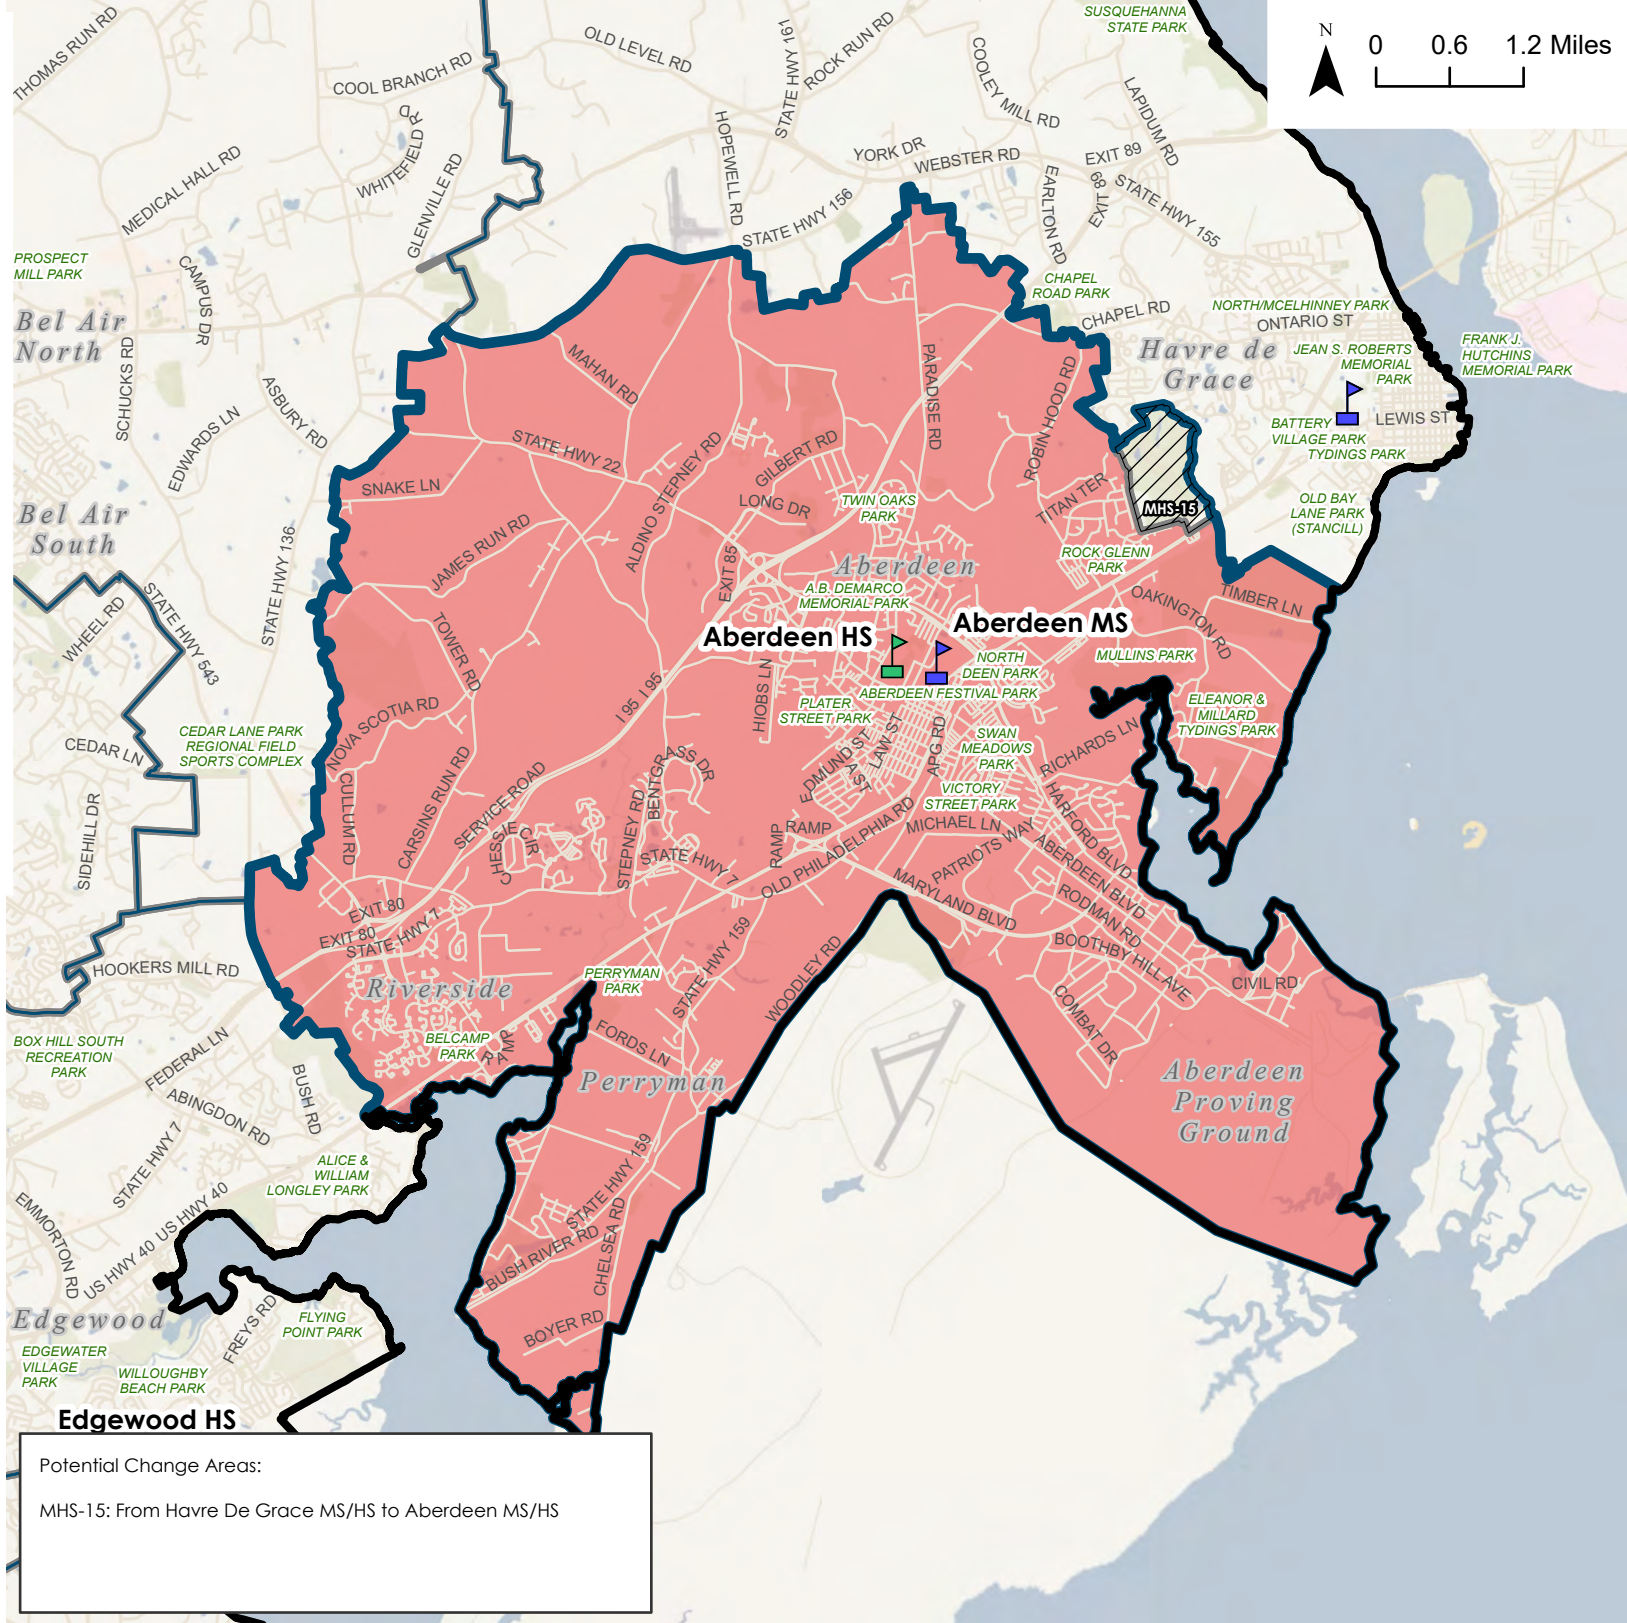 SUSQUEHANNA
STATE PARK
N
0 0.6 1.2 Miles
THOMAS RUN RD
COOL BRANCH RD
OLD LEVEL RD
STATE HWY 161
ROCK RUN RD
COOLEY MILL RD
LAPIDUM RD
WHITEFIELD RD
MEDICAL HALL RD
GLENVILLE RD
HOPEWELL RD
YORK DR
WEBSTER RD
EXIT 89
EXIT 89
STATE HWY 155
EARLTON RD
STATE HWY 156
PROSPECT
MILL PARK
CAMPUS DR
CHAPEL
ROAD PARK
CHAPEL RD
NORTH/MCELHINNEY PARK
ONTARIO ST
Bel Air
North
SCHUCKS RD
Havre de
Grace
JEAN S. ROBERTS
MEMORIAL
PARK
FRANK J.
HUTCHINS
MEMORIAL PARK
MAHAN RD
PARADISE RD
ROBIN HOOD RD
EDWARDS LN
ASBURY RD
BATTERY
VILLAGE PARK
LEWIS ST
TYDINGS PARK
STATE HWY 22
ALDINO STEPNEY RD
GILBERT RD
SNAKE LN
LONG DR
TWIN OAKS
PARK
TITAN TER
MHS-15
OLD BAY
LANE PARK
(STANCILL)
Bel Air
South
JAMES RUN RD
EXIT 85
Aberdeen
ROCK GLENN
PARK
STATE HWY 136
WHEEL RD
STATE HWY 543
A.B. DEMARCO
MEMORIAL PARK
OAKINGTON RD
TIMBER LN
TOWER RD
Aberdeen HS
Aberdeen MS
MULLINS PARK
NORTH
DEEN PARK
ABERDEEN FESTIVAL PARK
HIOBS LN
I 95 I 95
PLATER
STREET PARK
ELEANOR &
MILLARD
TYDINGS PARK
NOVA SCOTIA RD
CEDAR LANE PARK
REGIONAL FIELD
SPORTS COMPLEX
CEDAR LN
EDMUND ST
A ST
LAW ST
APG RD
SWAN
MEADOWS
PARK
RICHARDS LN
SIDEHILL DR
CULLUM RD
CARSINS RUN RD
SERVICE ROAD
CHESSIE CIR
BENTGRASS DR
STEPNEY RD
VICTORY
STREET PARK
HARFORD BLVD
RAMP
RAMP
MICHAEL LN
STATE HWY 7
OLD PHILADELPHIA RD
PATRIOTS WAY
ABERDEEN BLVD
MARYLAND BLVD
RODMAN RD
EXIT 80
EXIT 80
STATE HWY 7
BOOTHBY HILL AVE
CIVIL RD
HOOKERS MILL RD
Riverside
PERRYMAN
PARK
STATE HWY 159
WOODLEY RD
COMBAT DR
BOX HILL SOUTH
RECREATION
PARK
FEDERAL LN
BELCAMP
PARK
RAMP
FORDS LN
Perryman
Aberdeen
Proving
Ground
BUSH RD
ABINGDON RD
STATE HWY 7
ALICE &
WILLIAM
LONGLEY PARK
STATE HWY 159
EMMORTON RD
US HWY 40 US HWY 40
BUSH RIVER RD
CHELSEA RD
Edgewood
FREYS RD
FLYING
POINT PARK
BOYER RD
EDGEWATER
VILLAGE
PARK
WILLOUGHBY
BEACH PARK
Edgewood HS
Potential Change Areas:
MHS-15: From Havre De Grace MS/HS to Aberdeen MS/HS